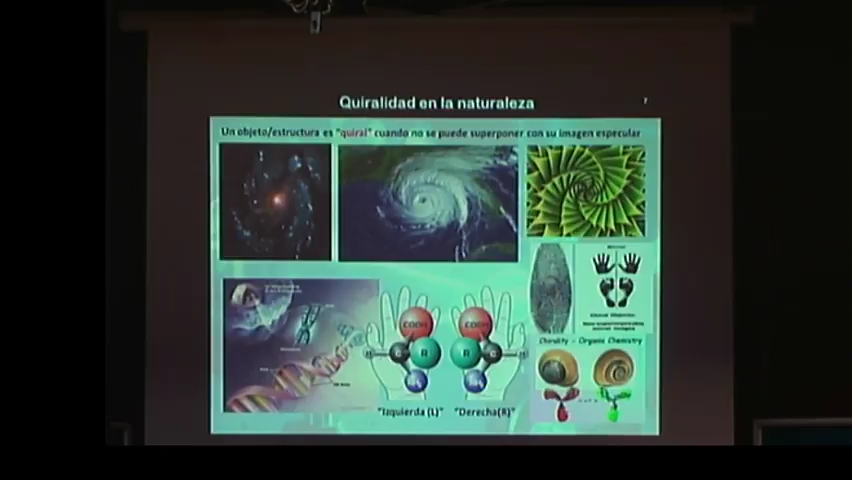 Quiralidad en la naturaleza
7
Un objeto/estructura es "quiral" cuando no se puede superponer con su imagen especular
Chirality - Organic Chemistry
COOH
COOH
H
C
R
R
C
H
"Izquierda (L)"
"Derecha(R)"